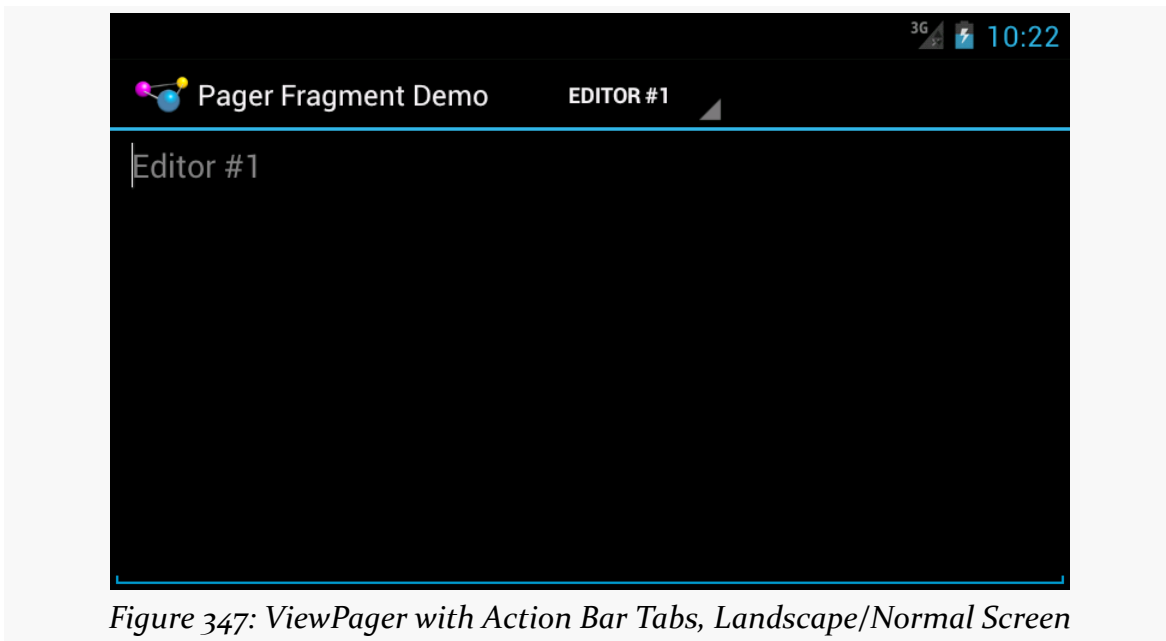 3G 10:22
Pager Fragment Demo EDITOR #1
Editor #1
Figure 347: ViewPager with Action Bar Tabs, Landscape/Normal Screen